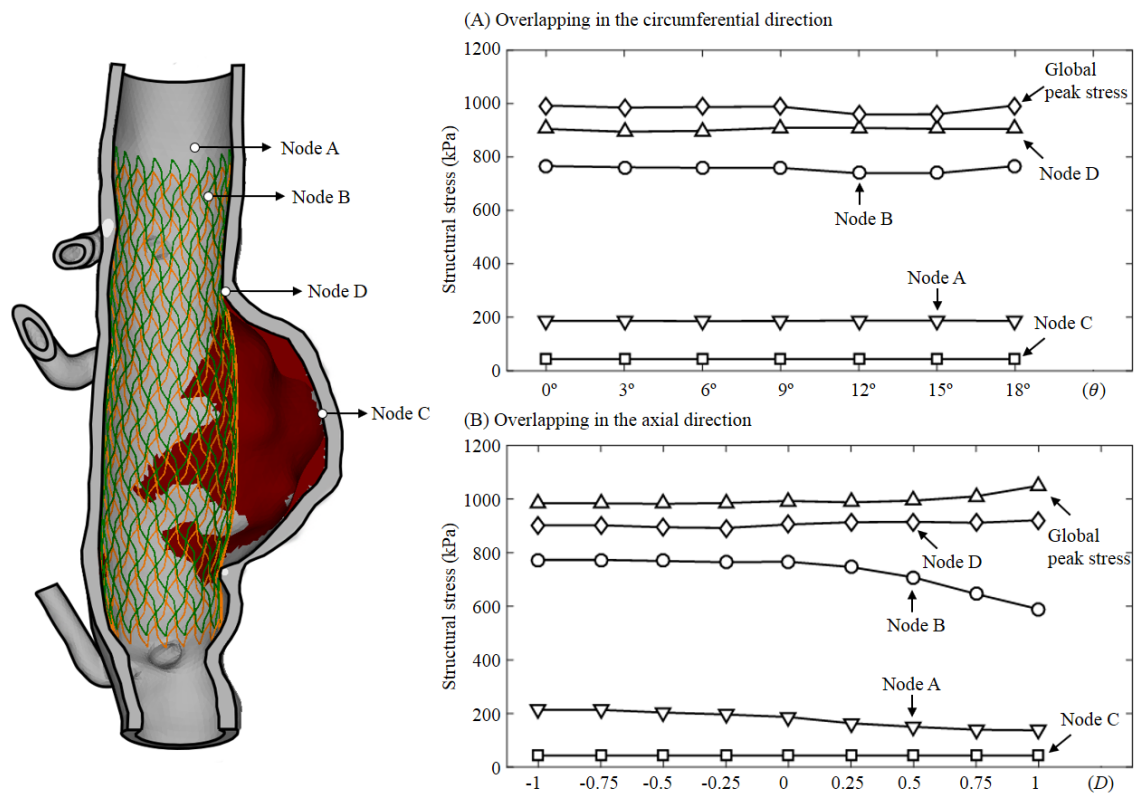 Node A
Node B
Node D
Node C
(A) Overlapping in the circumferential direction
1200
1000
800
600
400
200
0
Structural stress (kPa)
Global
peak stress
Node D
Node B
Node A
Node C
0° 3° 6° 9° 12° 15° 18° (θ)
(B) Overlapping in the axial direction
1200
1000
800
600
400
200
0
Structural stress (kPa)
Global
peak stress
Node D
Node B
Node A
Node C
-1 -0.75 -0.5 -0.25 0 0.25 0.5 0.75 1 (D)